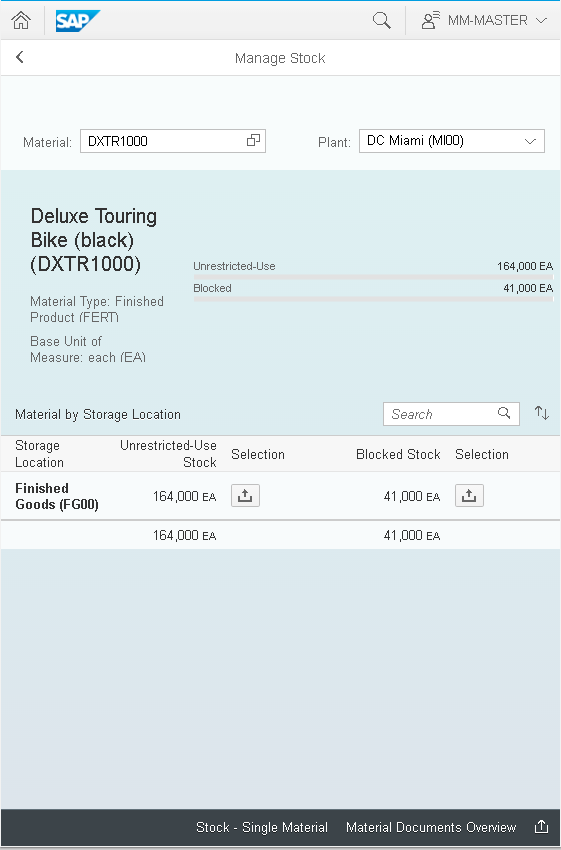 SAP
MM-MASTER
Manage Stock
Material: DXTR1000
Plant: DC Miami (MI00)
Deluxe Touring
Bike (black)
(DXTR1000)
Unrestricted-Use 164,000 EA
Blocked 41,000 EA
Material Type: Finished
Product (FERT)
Base Unit of
Measure: each (EA)
Material by Storage Location
Search
Storage
Location
Unrestricted-Use
Stock
Selection
Blocked Stock
Selection
Finished
Goods (FG00)
164,000 EA
41,000 EA
164,000 EA
41,000 EA
Stock - Single Material
Material Documents Overview